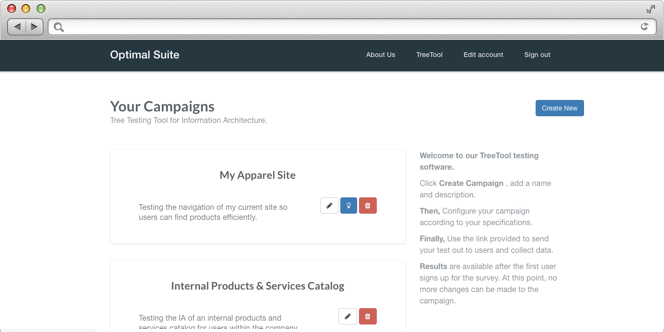 Optimal Suite
About Us TreeTool Edit account Sign out
Your Campaigns
Tree Testing Tool for Information Architecture.
Create New
My Apparel Site
Testing the navigation of my current site so
users can find products efficiently.
Internal Products & Services Catalog
Testing the IA of an internal products and
services catalog for users within the company
Welcome to our TreeTool testing
software.
Click Create Campaign , add a name
and description.
Then, Configure your campaign
according to your specifications.
Finally, Use the link provided to send
your test out to users and collect data.
Results are available after the first user
signs up for the survey. At this point, no
more changes can be made to the
campaign.